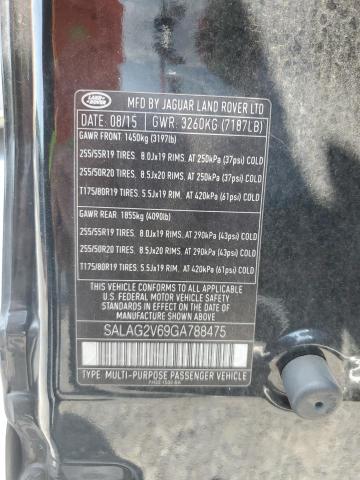 LAND-
ROVER
MFD BY JAGUAR LAND ROVER LTD
DATE: 08/15 GWR: 3260KG (7187LB)
GAWR FRONT: 1450kg (3197lb)
255/55R19 TIRES. 8.0Jx19 RIMS. AT 250kPa (37psi) COLD
255/50R20 TIRES. 8.5Jx20 RIMS. AT 250kPa (37psi) COLD
T175/80R19 TIRES. 5.5Jx19 RIMS. AT 420kPa (61psi) COLD
GAWR REAR: 1855kg (4090lb)
255/55R19 TIRES. 8.0Jx19 RIMS. AT 290kPa (43psi) COLD
255/50R20 TIRES. 8.5Jx20 RIMS. AT 290kPa (43psi) COLD
T175/80R19 TIRES. 5.5Jx19 RIMS. AT 420kPa (61psi) COLD
THIS VEHICLE CONFORMS TO ALL APPLICABLE
U.S. FEDERAL MOTOR VEHICLE SAFETY
STANDARDS IN EFFECT ON THE DATE OF
MANUFACTURE SHOWN ABOVE.
SALAG2V69GA788475
TYPE: MULTI-PURPOSE PASSENGER VEHICLE